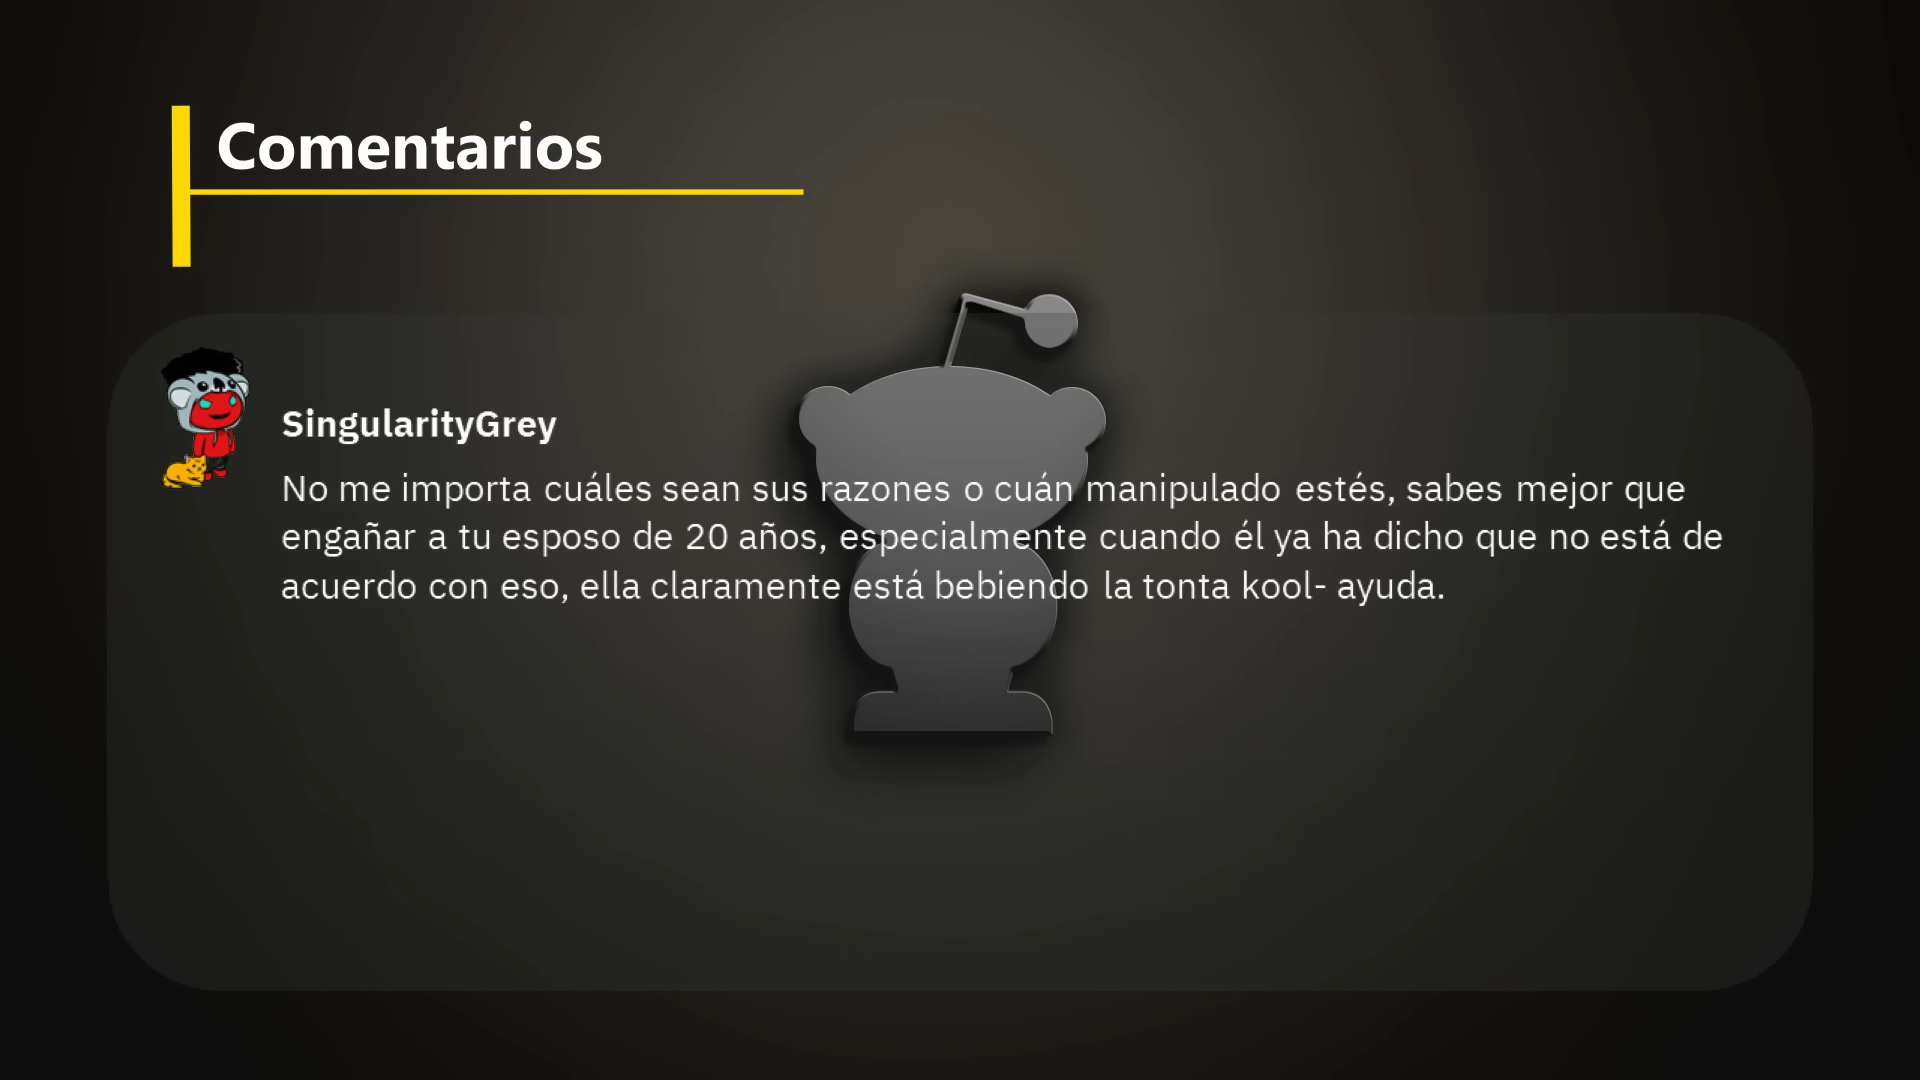 Comentarios
SingularityGrey
No me importa cuáles sean sus razones o cuán manipulado estés, sabes mejor que
engañar a tu esposo de 20 años, especialmente cuando él ya ha dicho que no está de
acuerdo con eso, ella claramente está bebiendo la tonta kool- ayuda.